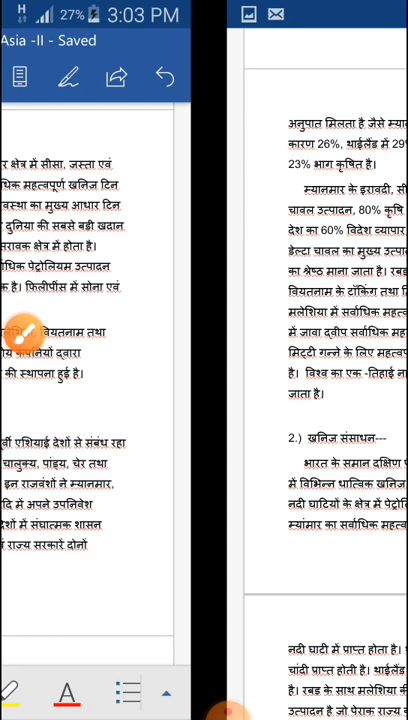 H
27%
3:03 PM
Asia -II - Saved
र क्षेत्र में सीसा, जस्ता एवं
धिक महत्वपूर्ण खनिज टिन
वस्था का मुख्य आधार टिन
दुनिया की सबसे बड़ी खदान
सरावक क्षेत्र में होता है।
र्वाधिक पेट्रोलियम उत्पादन
क है। फिलीपींस में सोना एवं
वियतनाम तथा
द्वारा
की स्थापना हुई है।
र्वी एशियाई देशों से संबंध रहा
चालुक्य, पांड्य, चेर तथा
इन राजवंशों ने म्यानमार,
दि में अपने उपनिवेश
देशों में संघात्मक शासन
वं राज्य सरकारें दोनों
A
अनुपात मिलता है जैसे म्यान
कारण 26%, थाईलैंड में 29
23% भाग कृषित है।
म्यानमार के इरावदी, सी
चावल उत्पादन, 80% कृषि
देश का 60% विदेश व्यापार
डेल्टा चावल का मुख्य उत्पा
का श्रेष्ठ माना जाता है। रबड़
वियतनाम के टॉकिंग तथा
मलेशिया में सर्वाधिक महत्व
में जावा द्वीप सर्वाधिक मह
मिट्टी गन्ने के लिए महत्वप
है। विश्व का एक -तिहाई ना
जाता है।
2.) खनिज संसाधन---
भारत के समान दक्षिण
में विभिन्न धात्विक खनिज
नदी घाटियों के क्षेत्र में पेट्रो
म्यांमार का सर्वाधिक महत्व
नदी घाटी में प्राप्त होता है।
चांदी प्राप्त होती है। थाईलैंड
है। रबड़ के साथ मलेशिया की
उत्पादन है जो पेराक राज्य